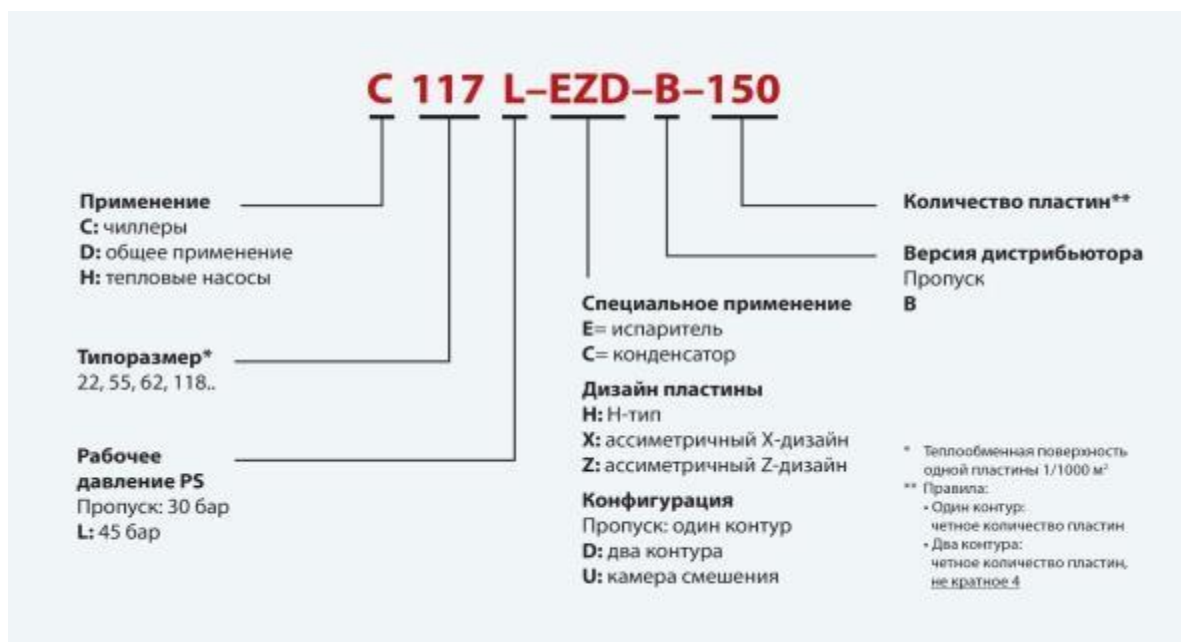 C 117 L–EZD–B–150
Применение
C: чиллеры
D: общее применение
H: тепловые насосы
Типоразмер*
22, 55, 62, 118..
Рабочее
давление PS
Пропуск: 30 бар
L: 45 бар
Специальное применение
E= испаритель
C= конденсатор
Дизайн пластины
H: H-тип
X: ассиметричный X-дизайн
Z: ассиметричный Z-дизайн
Конфигурация
Пропуск: один контур
D: два контура
U: камера смешения
Количество пластин**
Версия дистрибьютора
Пропуск
B
* Теплообменная поверхность
одной пластины 1/1000 м²
** Правила:
• Один контур:
четное количество пластин
• Два контура:
четное количество пластин,
не кратное 4